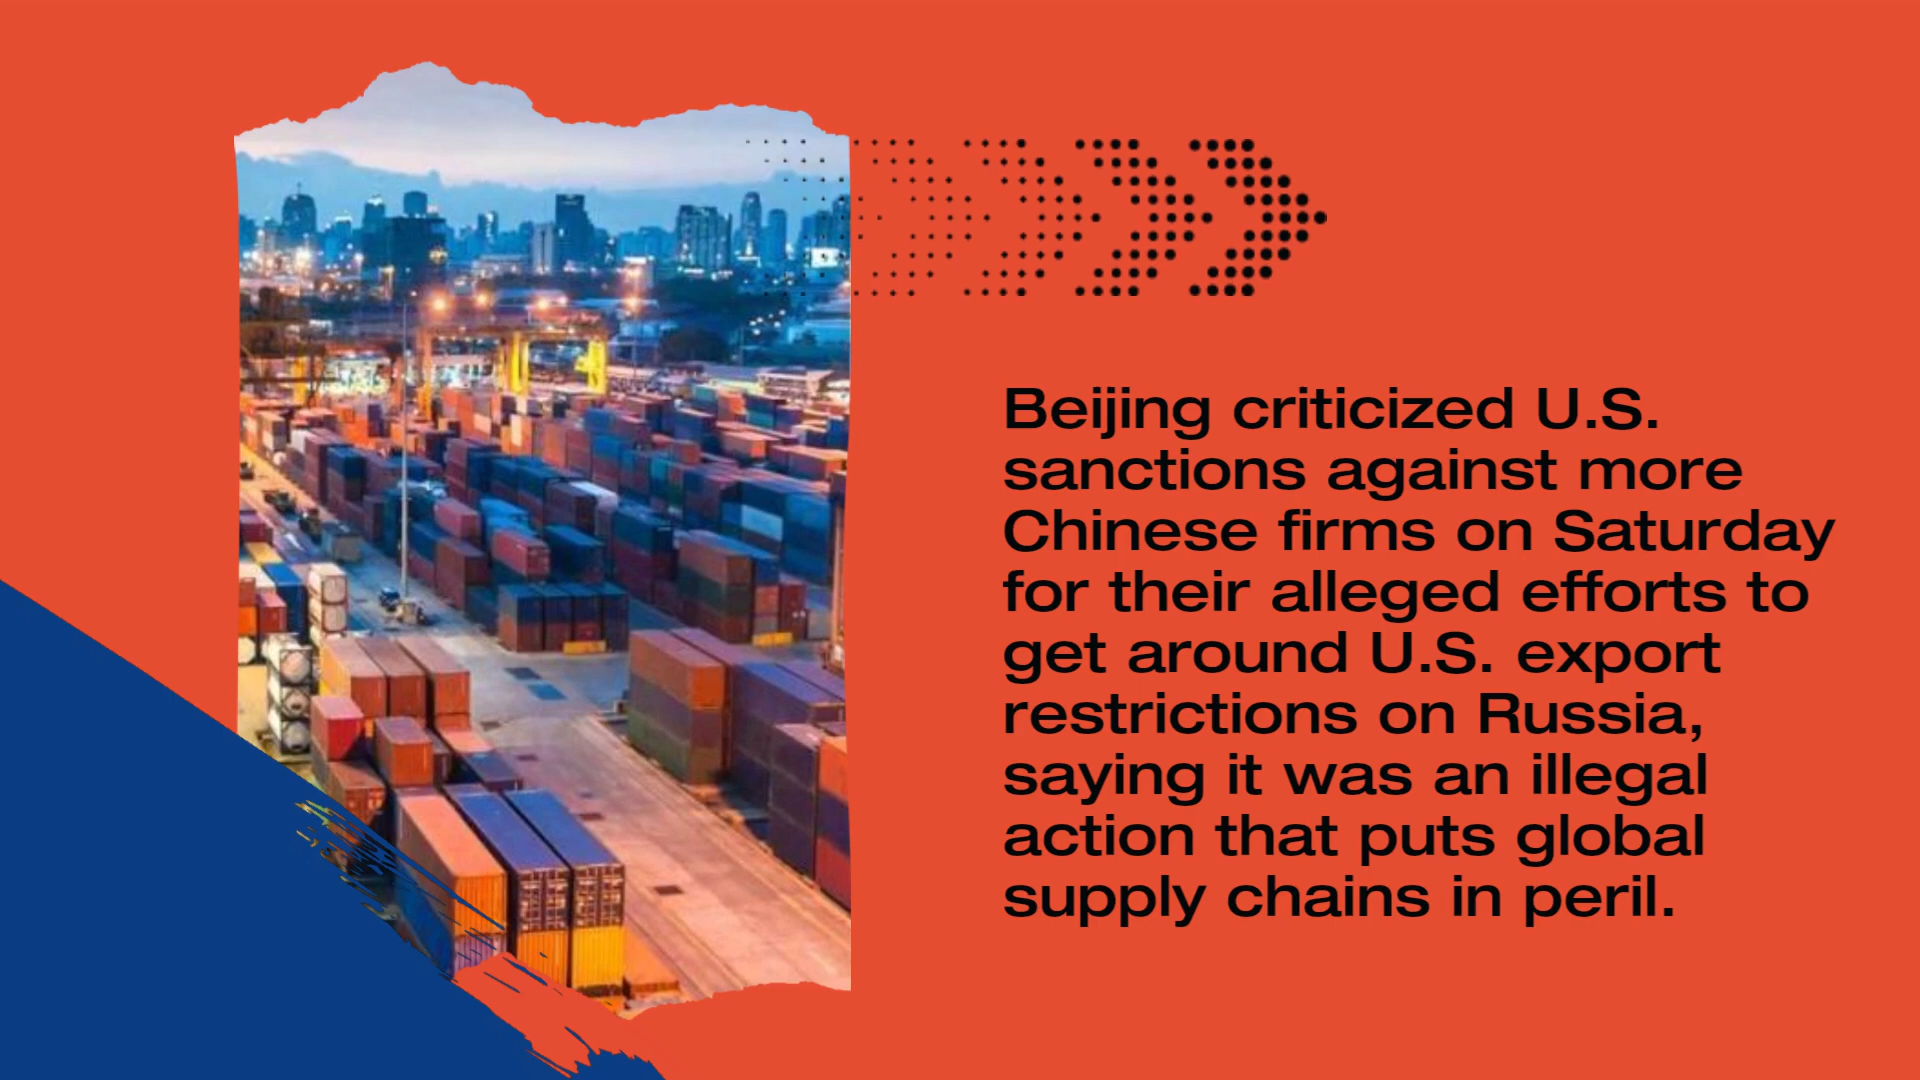 Beijing criticized U.S.
sanctions against more
Chinese firms on Saturday
for their alleged efforts to
get around U.S. export
restrictions on Russia,
saying it was an illegal
action that puts global
supply chains in peril.